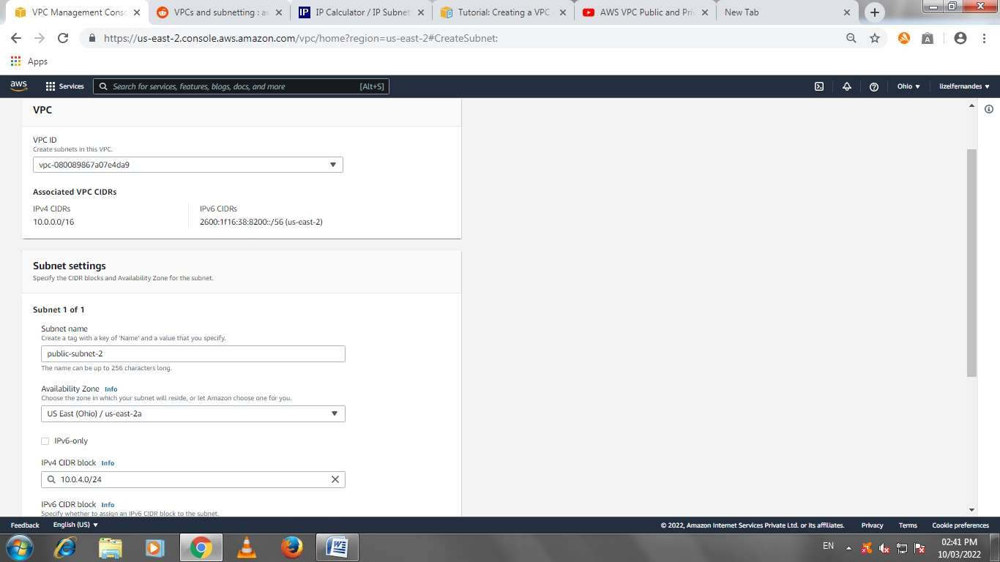 VPC Management Conso
VPCs and subnetting : a
IP Calculator / IP Subnet
Tutorial: Creating a VPC
AWS VPC Public and Pri
New Tab
https://us-east-2.console.aws.amazon.com/vpc/home?region=us-east-2#CreateSubnet:
Apps
aws
Services
Search for services, features, blogs, docs, and more
[Alt+S]
Ohio
lizelfernandes
VPC
VPC ID
Create subnets in this VPC.
vpc-080089867a07e4da9
Associated VPC CIDRs
IPv4 CIDRs
IPv6 CIDRs
10.0.0.0/16
2600:1f16:38:8200::/56 (us-east-2)
Subnet settings
Specify the CIDR blocks and Availability Zone for the subnet.
Subnet 1 of 1
Subnet name
Create a tag with a key of 'Name' and a value that you specify.
public-subnet-2
The name can be up to 256 characters long.
Availability Zone Info
Choose the zone in which your subnet will reside, or let Amazon choose one for you.
US East (Ohio) / us-east-2a
IPv6-only
IPv4 CIDR block Info
10.0.4.0/24
IPv6 CIDR block Info
Specify whether to assign an IPv6 CIDR block to the subnet.
Feedback
English (US)
© 2022, Amazon Internet Services Private Ltd. or its affiliates.
Privacy
Terms
Cookie preferences
EN
02:41 PM
10/03/2022